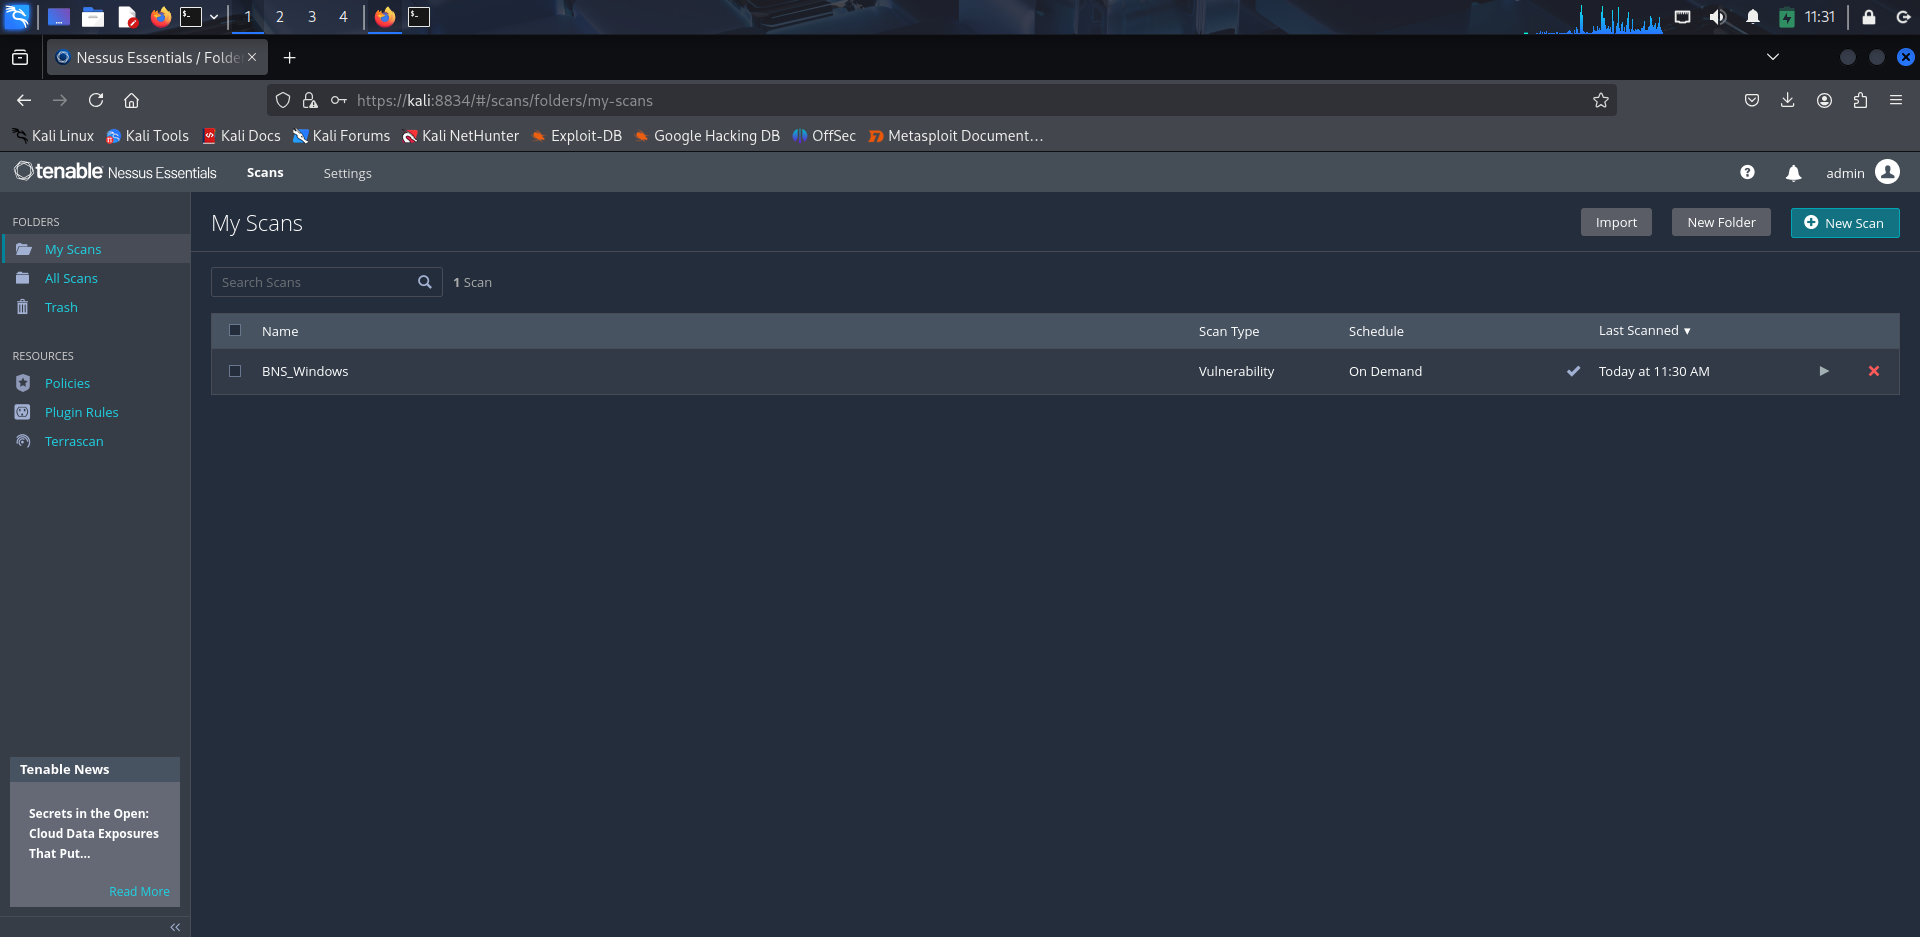 1 2 3 4 11:31
Nessus Essentials / Folde
https://kali:8834/#/scans/folders/my-scans
Kali Linux Kali Tools Kali Docs Kali Forums Kali NetHunter Exploit-DB Google Hacking DB OffSec Metasploit Document...
tenable Nessus Essentials Scans Settings admin
FOLDERS
My Scans
All Scans
Trash
RESOURCES
Policies
Plugin Rules
Terrascan
Tenable News
Secrets in the Open:
Cloud Data Exposures
That Put...
Read More
My Scans Import New Folder New Scan
Search Scans 1 Scan
Name Scan Type Schedule Last Scanned ▾
BNS_Windows Vulnerability On Demand Today at 11:30 AM